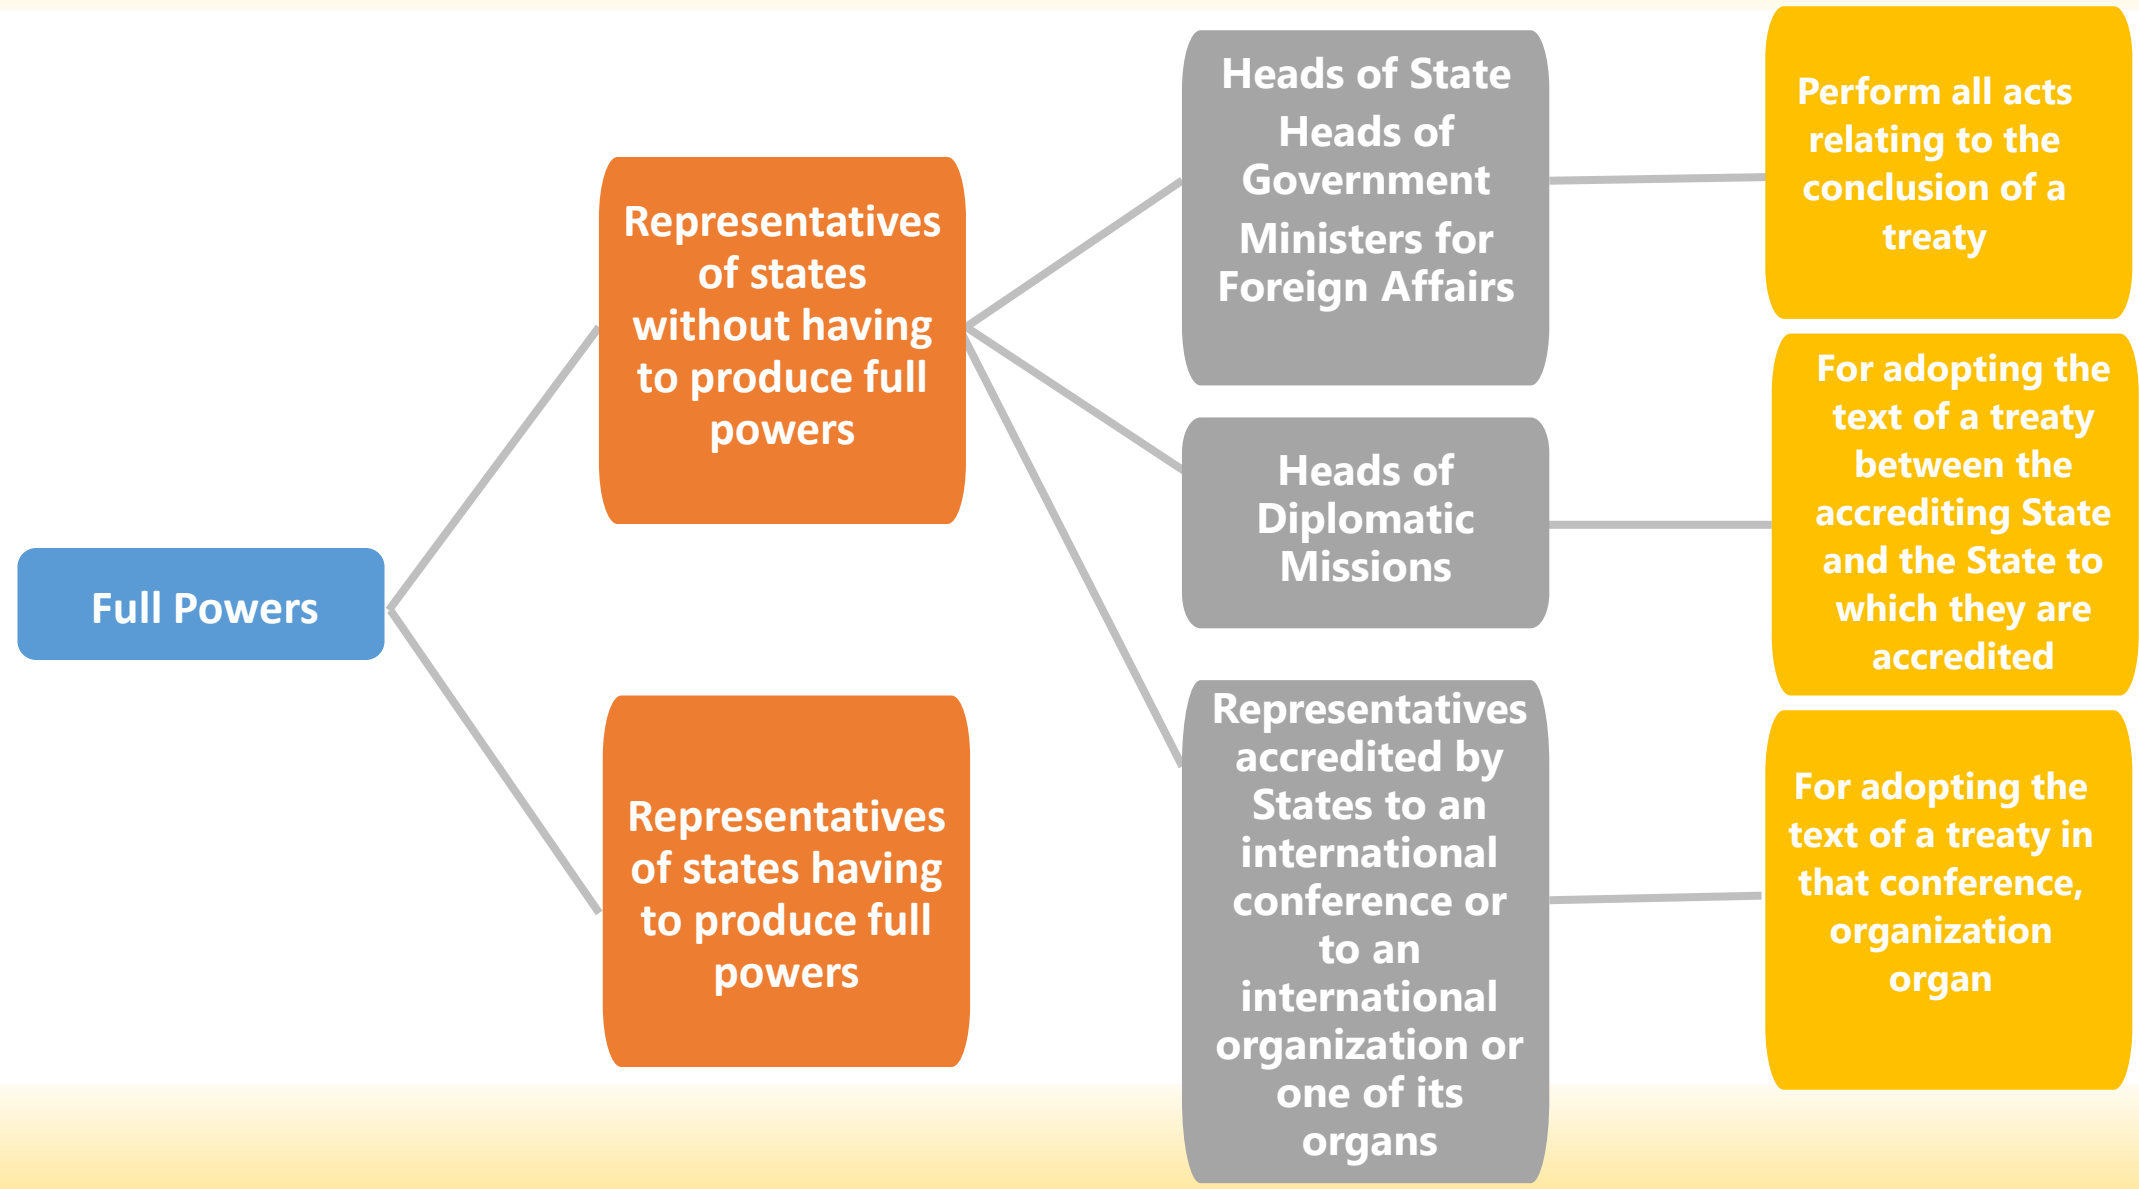 Full Powers
Representatives
of states
without having
to produce full
powers
Representatives
of states having
to produce full
powers
Heads of State
Heads of
Government
Ministers for
Foreign Affairs
Heads of
Diplomatic
Missions
Representatives
accredited by
States to an
international
conference or
to an
international
organization or
one of its
organs
Perform all acts
relating to the
conclusion of a
treaty
For adopting the
text of a treaty
between the
accrediting State
and the State to
which they are
accredited
For adopting the
text of a treaty in
that conference,
organization
organ